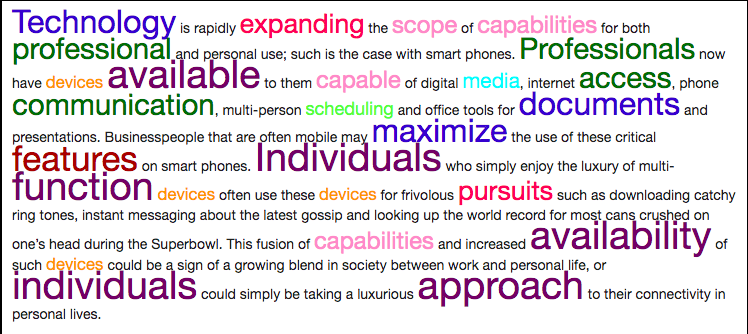 Technology is rapidly expanding the scope of capabilities for both
professional and personal use; such is the case with smart phones. Professionals now
have devices available to them capable of digital media, internet access, phone
communication, multi-person scheduling and office tools for documents and
presentations. Businesspeople that are often mobile may maximize the use of these critical
features on smart phones. Individuals who simply enjoy the luxury of multi-
function devices often use these devices for frivolous pursuits such as downloading catchy
ring tones, instant messaging about the latest gossip and looking up the world record for most cans crushed on
one's head during the Superbowl. This fusion of capabilities and increased availability of
such devices could be a sign of a growing blend in society between work and personal life, or
individuals could simply be taking a luxurious approach to their connectivity in
personal lives.